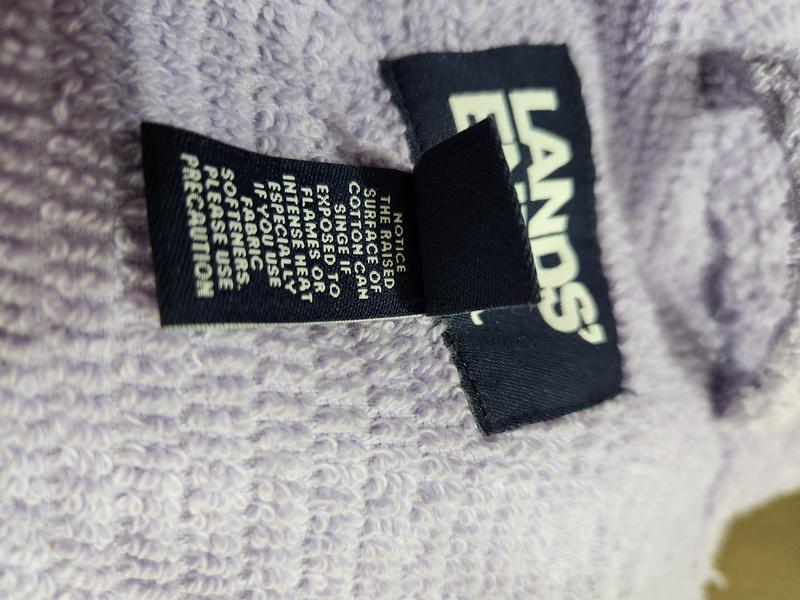 LANDS'
NOTICE
THE RAISED
SURFACE OF
COTTON CAN
SINGE IF
EXPOSED TO
FLAMES OR
INTENSE HEAT
ESPECIALLY
IF YOU USE
FABRIC
SOFTENERS.
PLEASE USE
PRECAUTION